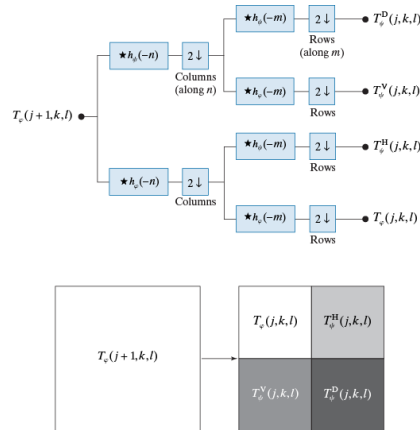 ★h_ψ(−m) 2↓ T_ψ^D(j,k,l)
Rows
(along m)
★h_ψ(−n) 2↓
Columns
(along n)
★h_φ(−m) 2↓ T_ψ^V(j,k,l)
Rows
T_φ(j+1,k,l)
★h_ψ(−m) 2↓ T_ψ^H(j,k,l)
Rows
★h_φ(−n) 2↓
Columns
★h_φ(−m) 2↓ T_φ(j,k,l)
Rows
T_φ(j,k,l) T_ψ^H(j,k,l)
T_φ(j+1,k,l)
T_ψ^V(j,k,l) T_ψ^D(j,k,l)